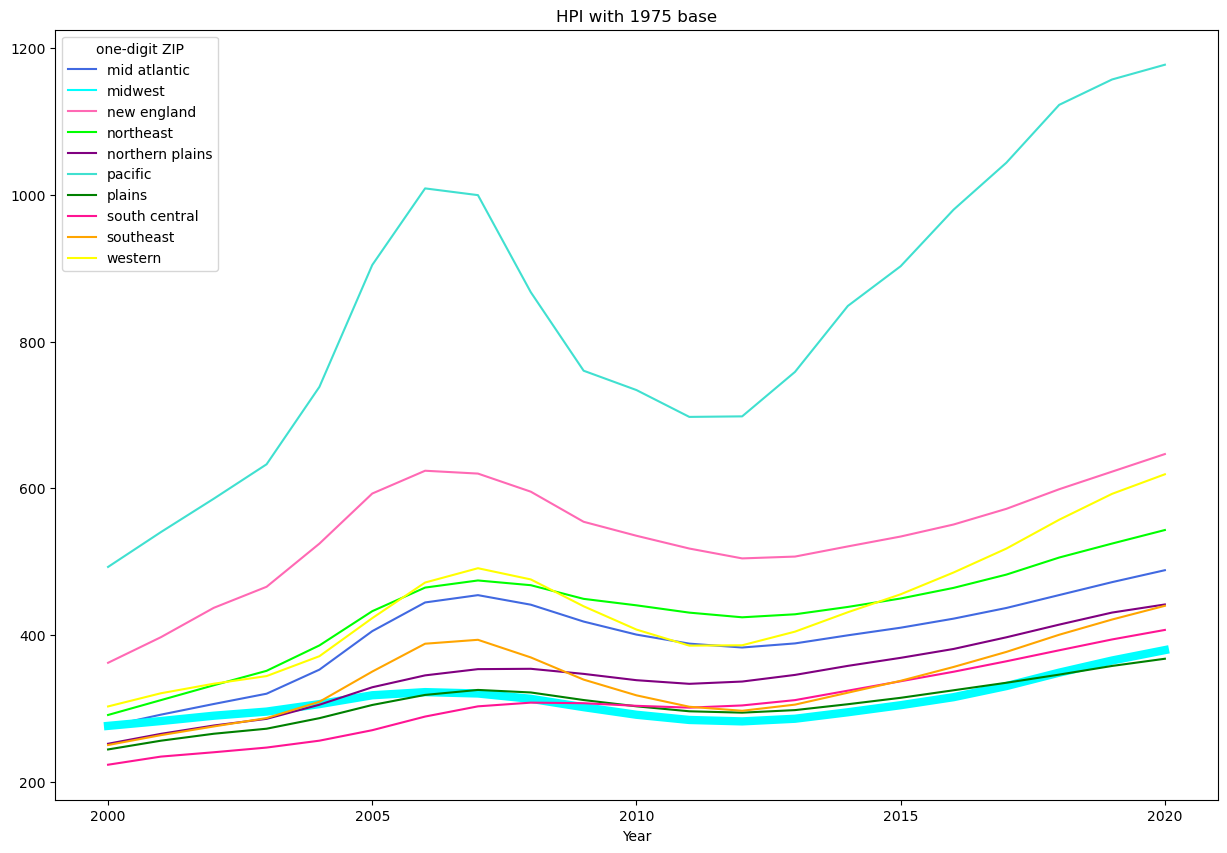 HPI with 1975 base
one-digit ZIP
mid atlantic
midwest
new england
northeast
northern plains
pacific
plains
south central
southeast
western
1200
1000
800
600
400
200
2000 2005 2010 2015 2020
Year